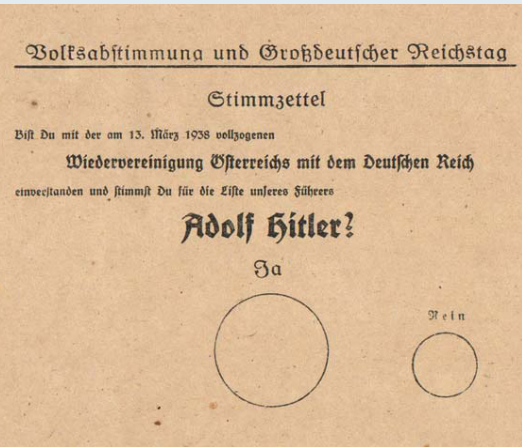 Volksabstimmung und Großdeutscher Reichstag
Stimmzettel
Bist Du mit der am 13. März 1938 vollzogenen
Wiedervereinigung Österreichs mit dem Deutschen Reich
einverstanden und stimmst Du für die Liste unseres Führers
Adolf Hitler?
Ja
Nein